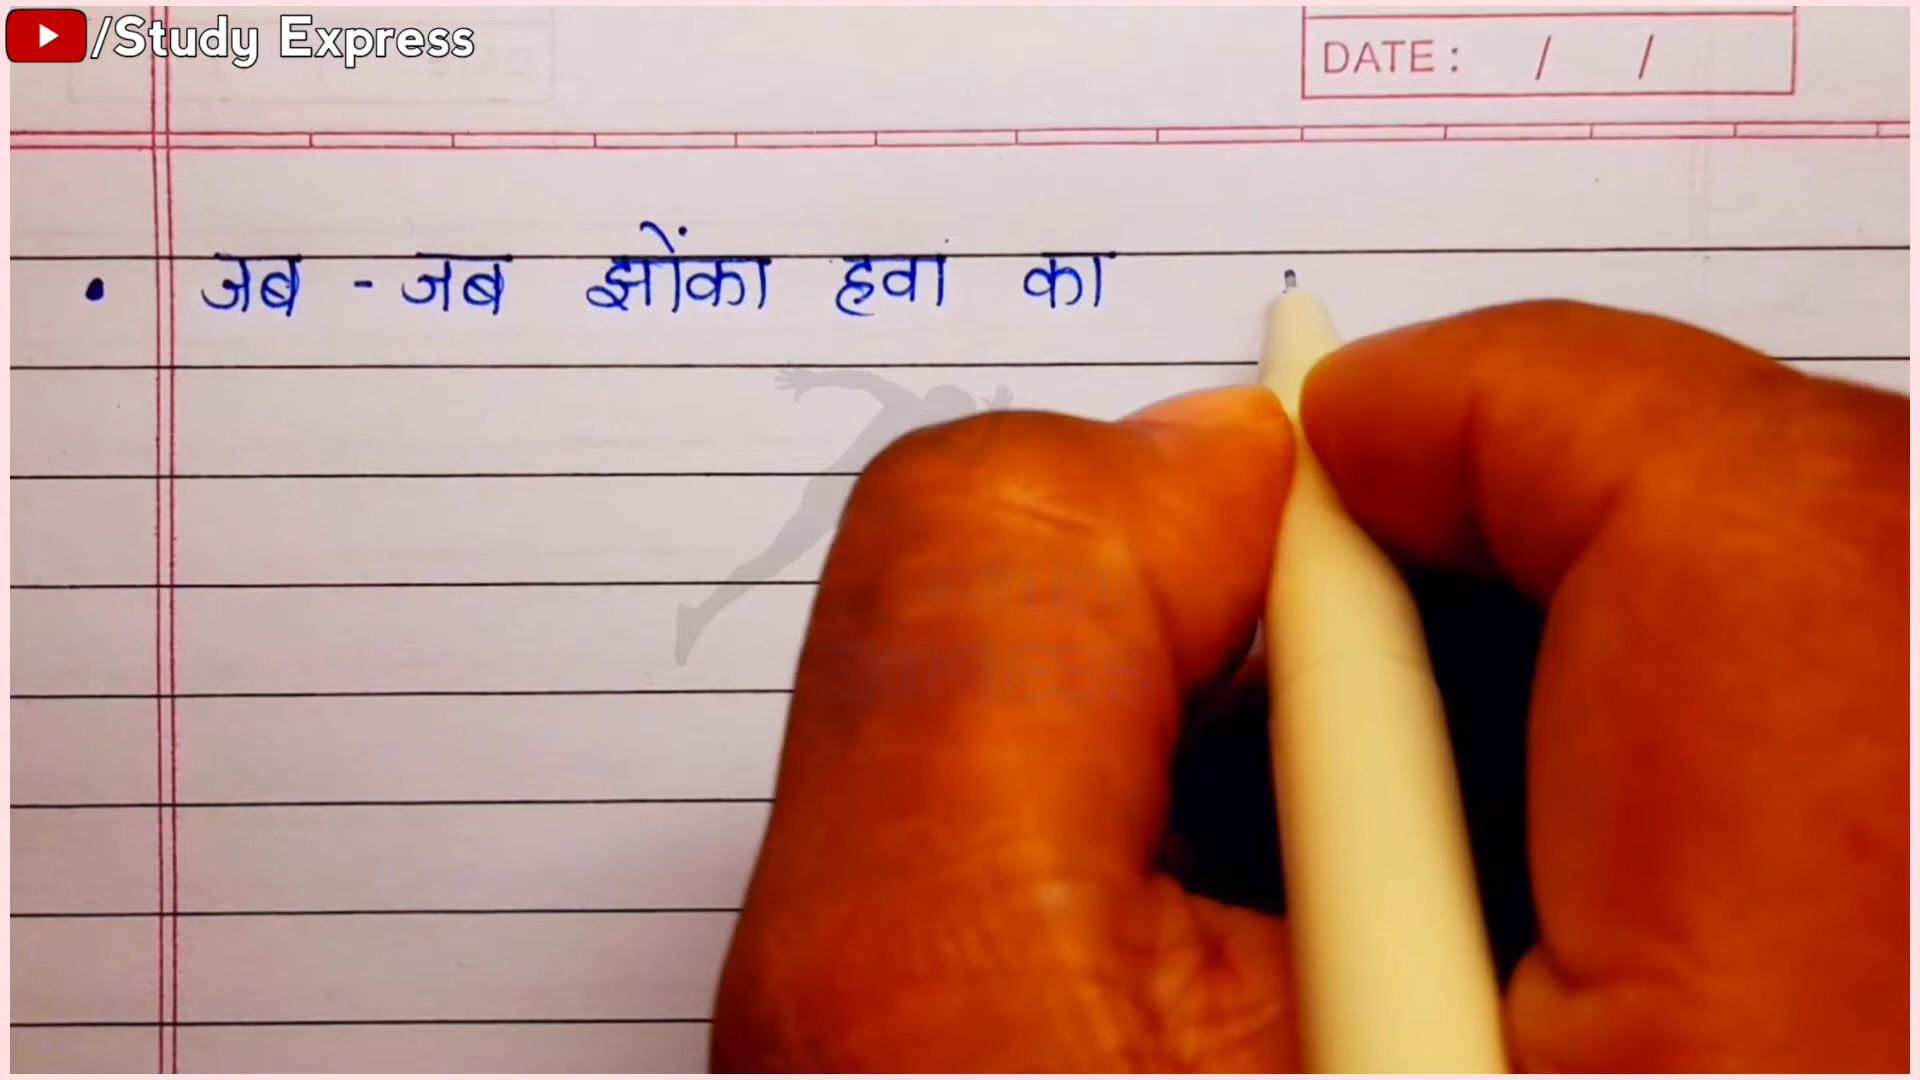 /Study Express
DATE: / /
• जब - जब झोंका हवा का